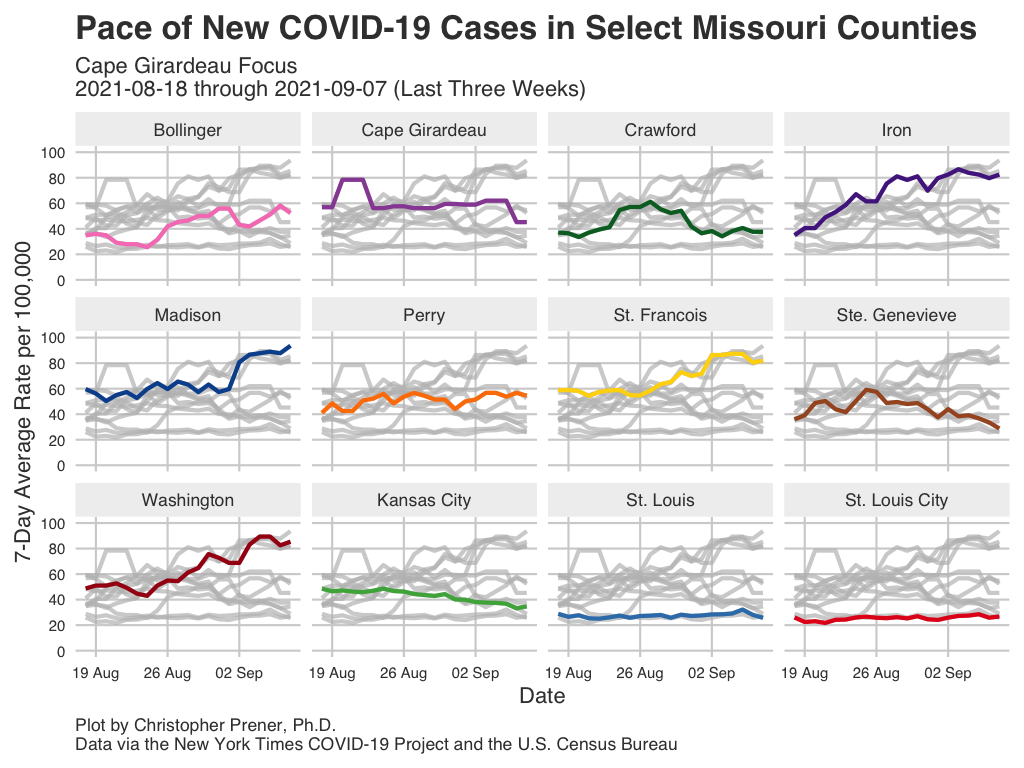 Pace of New COVID-19 Cases in Select Missouri Counties
Cape Girardeau Focus
2021-08-18 through 2021-09-07 (Last Three Weeks)
Bollinger
Cape Girardeau
Crawford
Iron
100
80
60
40
20
0
Madison
Perry
St. Francois
Ste. Genevieve
100
80
60
40
20
0
Washington
Kansas City
St. Louis
St. Louis City
100
80
60
40
20
0
7-Day Average Rate per 100,000
19 Aug
26 Aug
02 Sep
19 Aug
26 Aug
02 Sep
19 Aug
26 Aug
02 Sep
19 Aug
26 Aug
02 Sep
Date
Plot by Christopher Prener, Ph.D.
Data via the New York Times COVID-19 Project and the U.S. Census Bureau